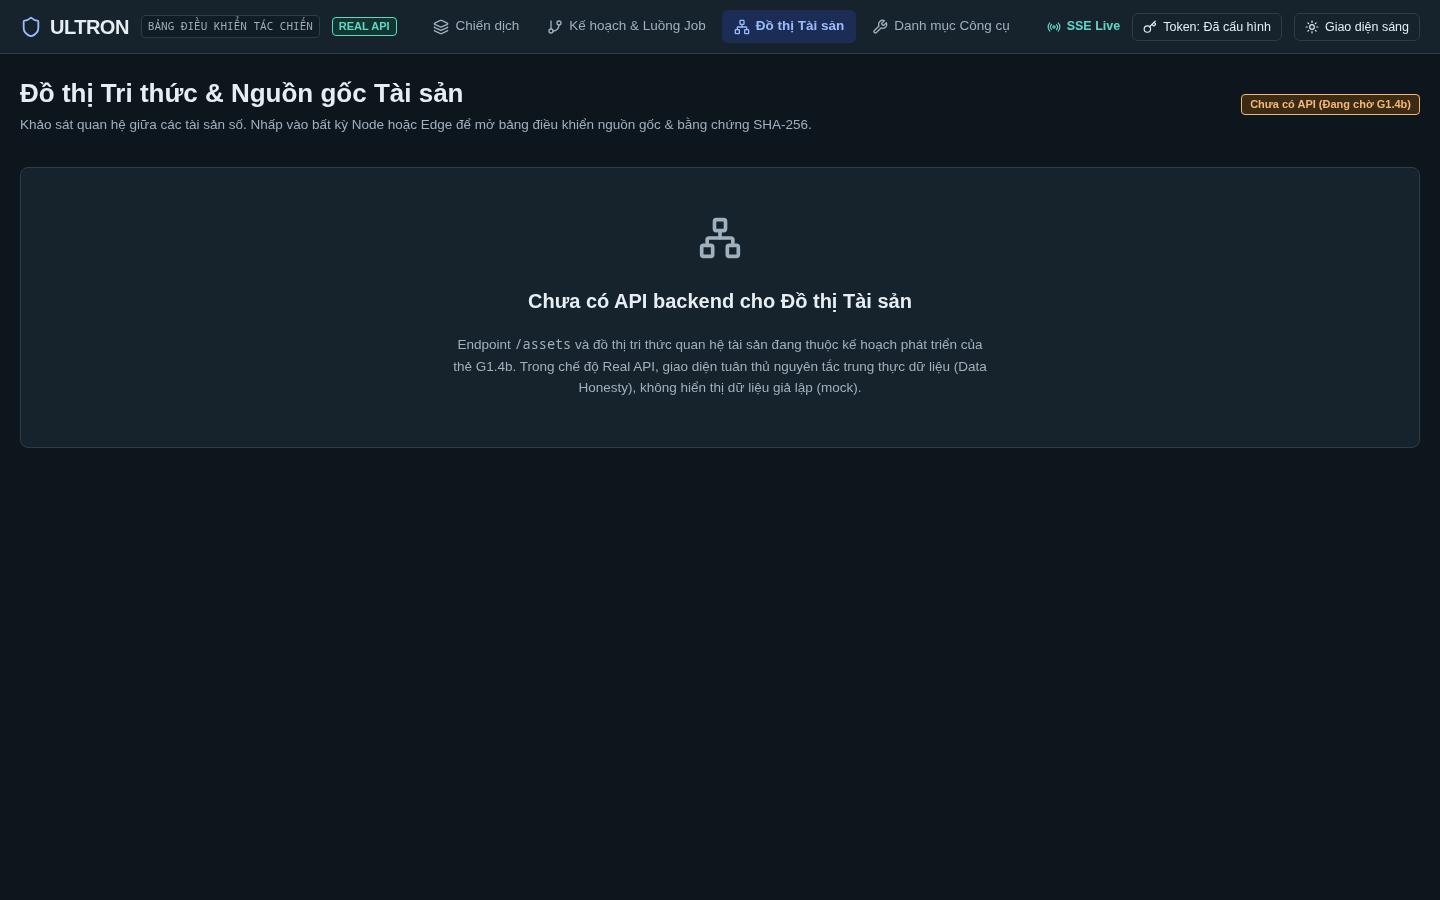 ULTRON
BẢNG ĐIỀU KHIỂN TÁC CHIẾN
REAL API
Chiến dịch
Kế hoạch & Luồng Job
Đồ thị Tài sản
Danh mục Công cụ
SSE Live
Token: Đã cấu hình
Giao diện sáng
Đồ thị Tri thức & Nguồn gốc Tài sản
Khảo sát quan hệ giữa các tài sản số. Nhấp vào bất kỳ Node hoặc Edge để mở bảng điều khiển nguồn gốc & bằng chứng SHA-256.
Chưa có API (Đang chờ G1.4b)
Chưa có API backend cho Đồ thị Tài sản
Endpoint /assets và đồ thị tri thức quan hệ tài sản đang thuộc kế hoạch phát triển của
thẻ G1.4b. Trong chế độ Real API, giao diện tuân thủ nguyên tắc trung thực dữ liệu (Data
Honesty), không hiển thị dữ liệu giả lập (mock).